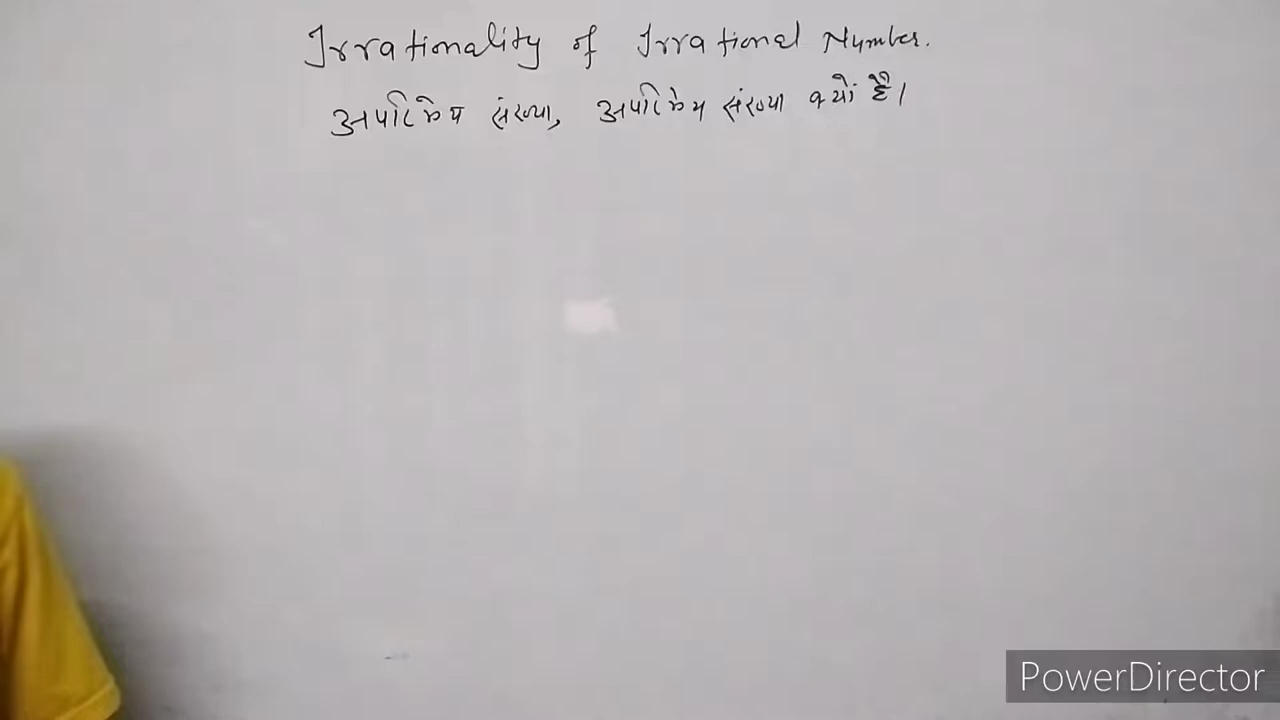 Irrationality of Irrational Number.
अपरिमेय संख्या, अपरिमेय संख्या क्यों है।
PowerDirector